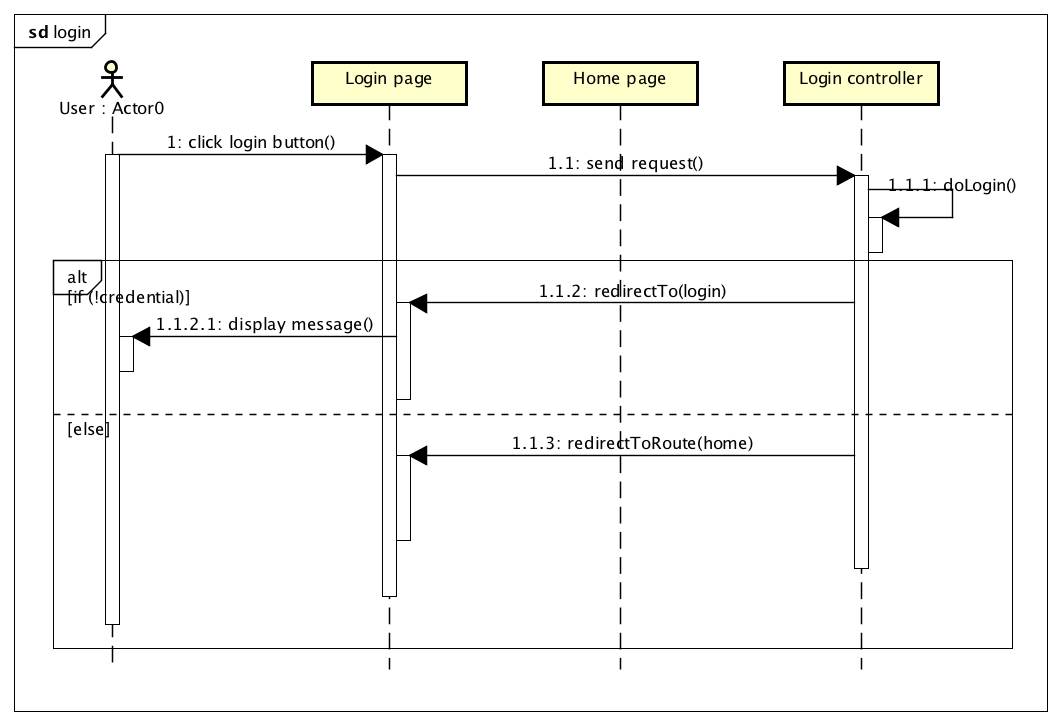 sd login
User : Actor0
Login page
Home page
Login controller
1: click login button()
1.1: send request()
1.1.1: doLogin()
alt
[if (!credential)]
1.1.2: redirectTo(login)
1.1.2.1: display message()
[else]
1.1.3: redirectToRoute(home)